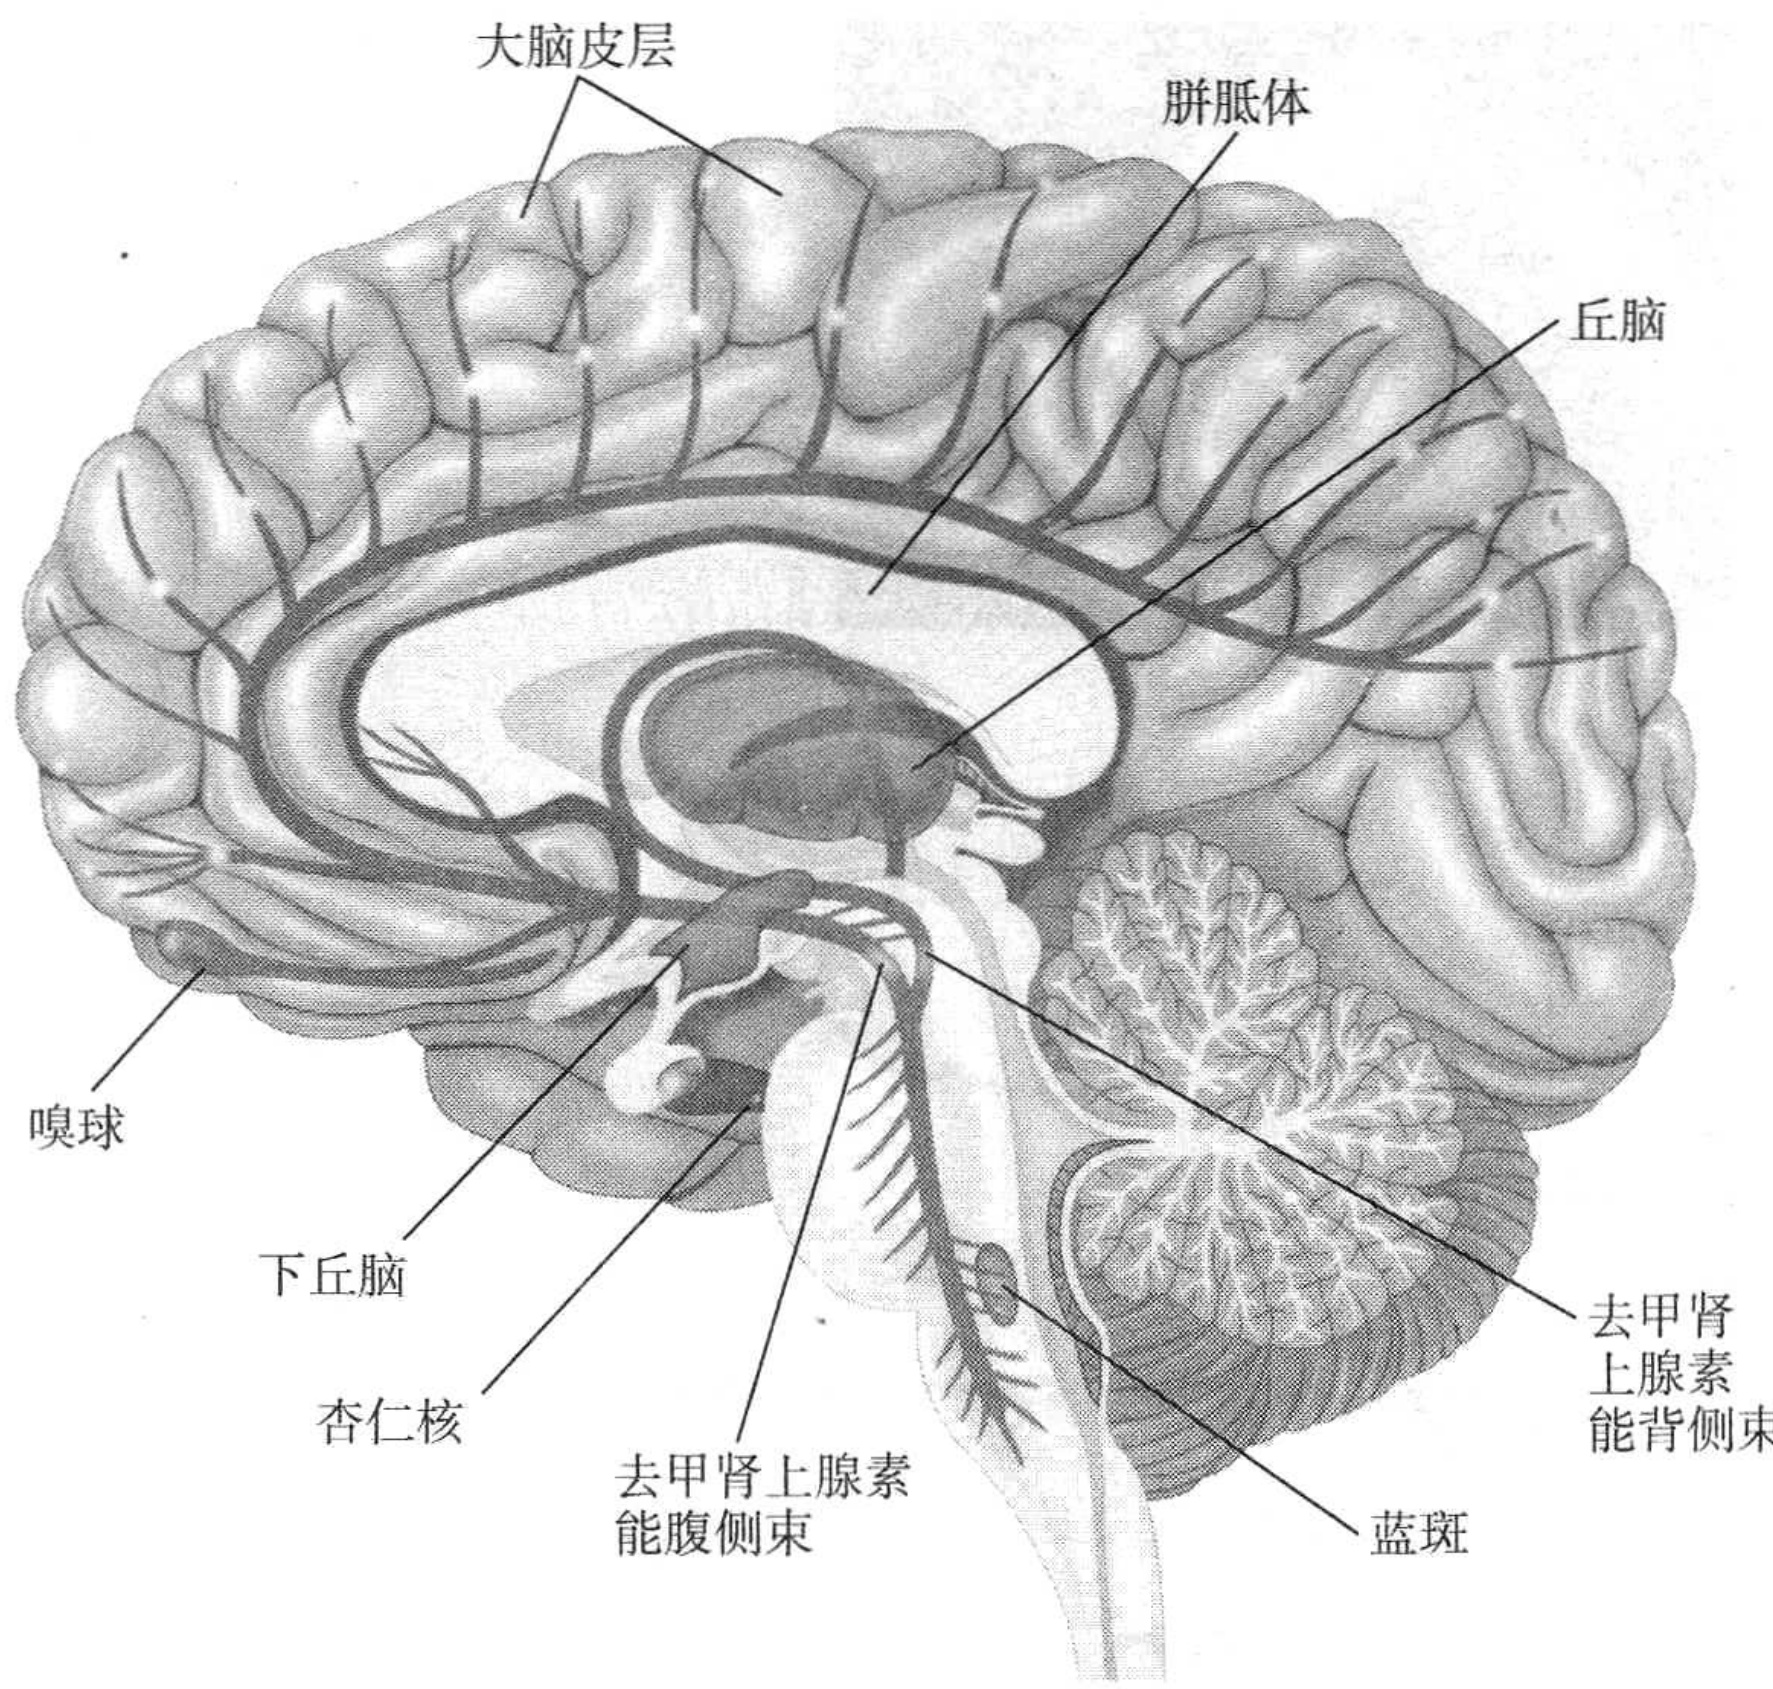 大脑皮层
胼胝体
丘脑
嗅球
下丘脑
杏仁核
去甲肾上腺素
能腹侧束
去甲肾
上腺素
能背侧束
蓝斑